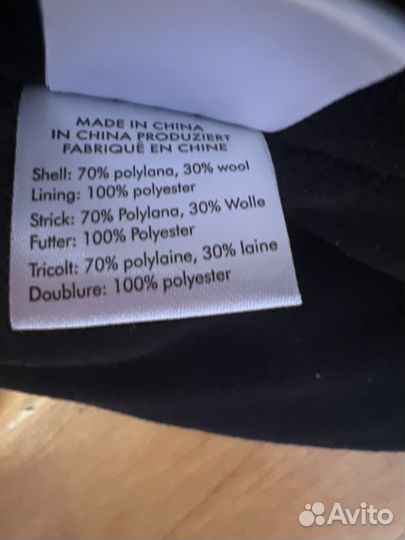 MADE IN CHINA
IN CHINA PRODUZIERT
FABRIQUÉ EN CHINE
Shell: 70% polylana, 30% wool
Lining: 100% polyester
Strick: 70% Polylana, 30% Wolle
Futter: 100% Polyester
Tricolt: 70% polylaine, 30% laine
Doublure: 100% polyester
Avito